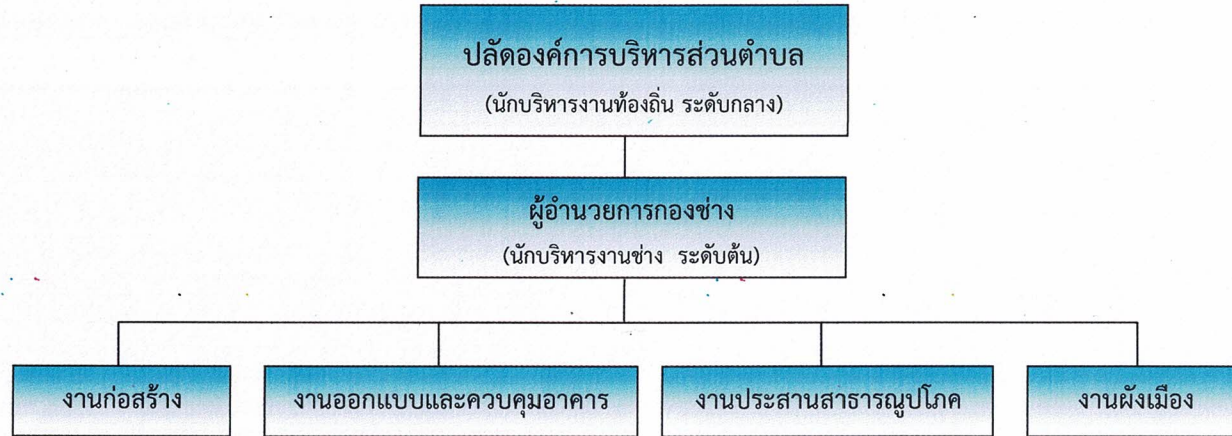 ปลัดองค์การบริหารส่วนตำบล
(นักบริหารงานท้องถิ่น ระดับกลาง)
ผู้อำนวยการกองช่าง
(นักบริหารงานช่าง ระดับต้น)
งานก่อสร้าง
งานออกแบบและควบคุมอาคาร
งานประสานสาธารณูปโภค
งานผังเมือง